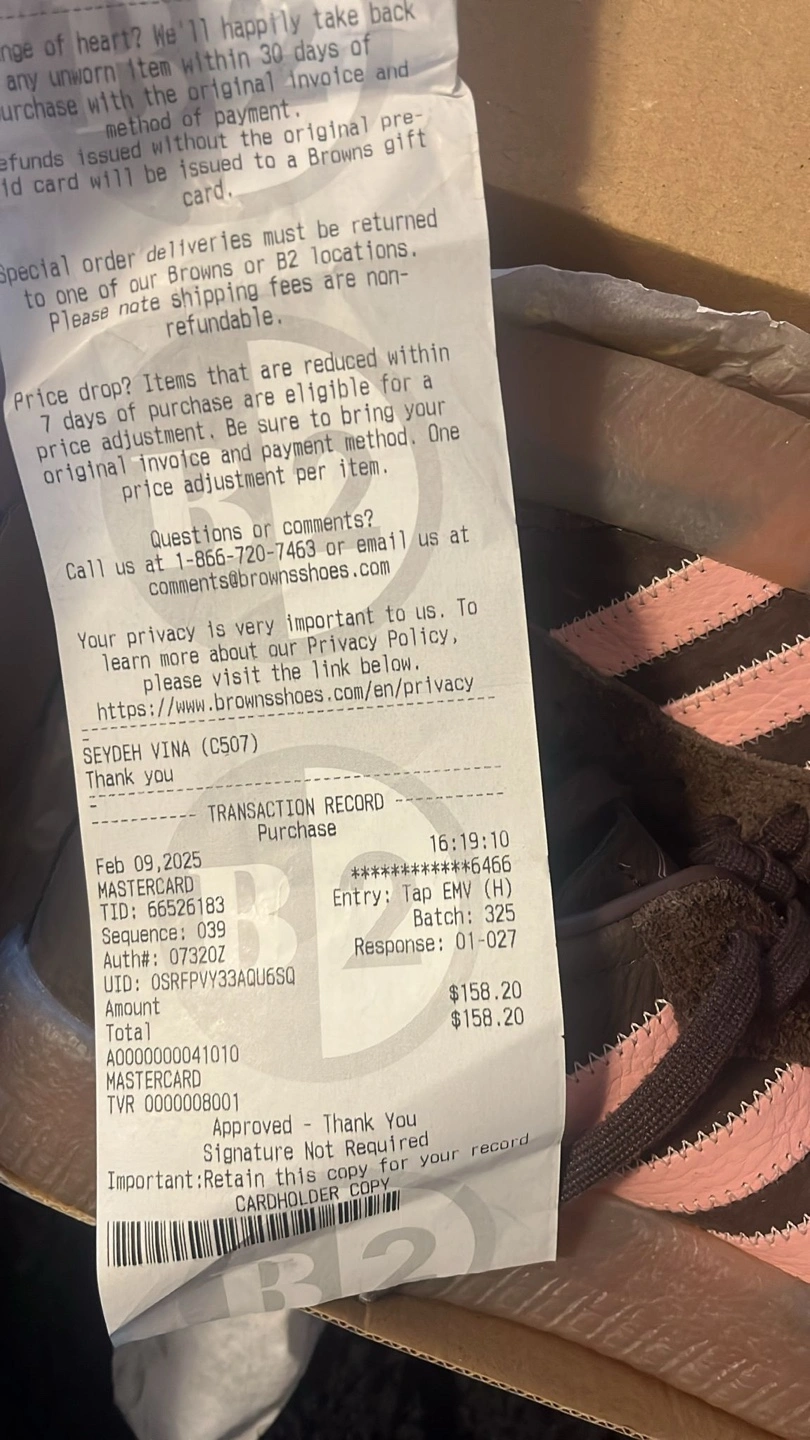 nge of heart? We'll happily take back
any unworn item within 30 days of
urchase with the original invoice and
method of payment.
efunds issued without the original pre-
id card will be issued to a Browns gift
card.
Special order deliveries must be returned
to one of our Browns or B2 locations.
Please note shipping fees are non-
refundable.
Price drop? Items that are reduced within
7 days of purchase are eligible for a
price adjustment. Be sure to bring your
original invoice and payment method. One
price adjustment per item.
Questions or comments?
Call us at 1-866-720-7463 or email us at
comments@brownsshoes.com
Your privacy is very important to us. To
learn more about our Privacy Policy,
please visit the link below.
https://www.brownsshoes.com/en/privacy
SEYDEH VINA (C507)
Thank you
---------- TRANSACTION RECORD ----------
Purchase
Feb 09,2025 16:19:10
MASTERCARD ************6466
TID: 66526183 Entry: Tap EMV (H)
Sequence: 039 Batch: 325
Auth#: 07320Z Response: 01-027
UID: OSRFPVY33AQU6SQ
Amount $158.20
Total $158.20
A0000000041010
MASTERCARD
TVR 0000008001
Approved - Thank You
Signature Not Required
Important:Retain this copy for your record
CARDHOLDER COPY
B2